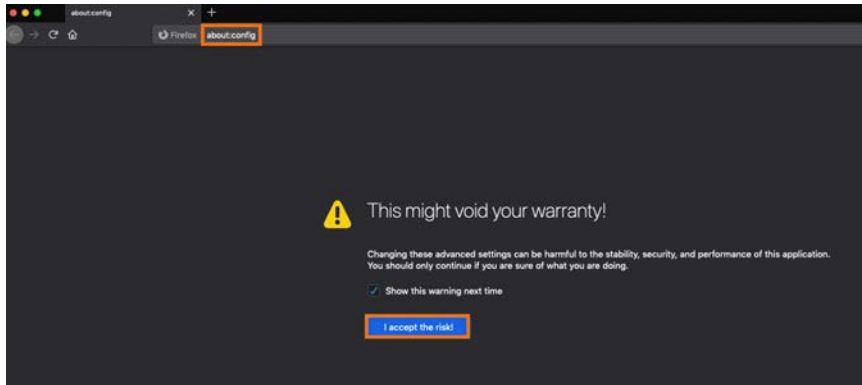 about:config
Firefox about:config
This might void your warranty!
Changing these advanced settings can be harmful to the stability, security, and performance of this application.
You should only continue if you are sure of what you are doing.
Show this warning next time
I accept the risk!